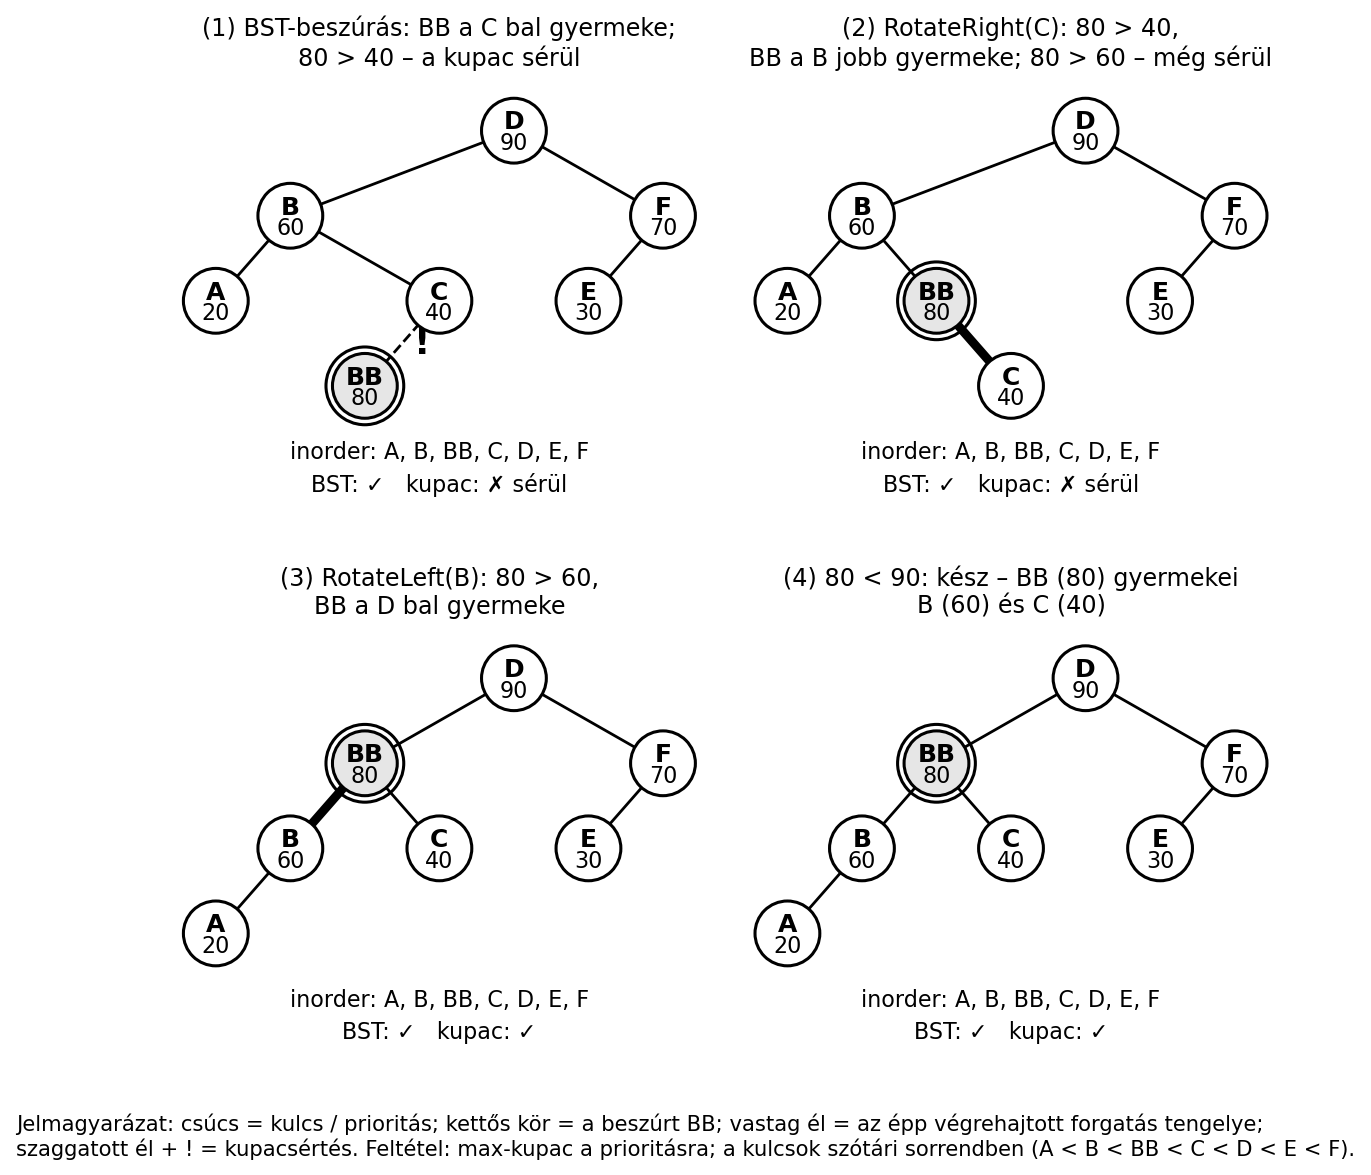 (1) BST-beszúrás: BB a C bal gyermeke;
80 > 40 – a kupac sérül
D
90
B
60
F
70
A
20
C
40
E
30
!
BB
80
inorder: A, B, BB, C, D, E, F
BST: ✓ kupac: ✗ sérül
(2) RotateRight(C): 80 > 40,
BB a B jobb gyermeke; 80 > 60 – még sérül
D
90
B
60
F
70
A
20
BB
80
E
30
C
40
inorder: A, B, BB, C, D, E, F
BST: ✓ kupac: ✗ sérül
(3) RotateLeft(B): 80 > 60,
BB a D bal gyermeke
D
90
BB
80
F
70
B
60
C
40
E
30
A
20
inorder: A, B, BB, C, D, E, F
BST: ✓ kupac: ✓
(4) 80 < 90: kész – BB (80) gyermekei
B (60) és C (40)
D
90
BB
80
F
70
B
60
C
40
E
30
A
20
inorder: A, B, BB, C, D, E, F
BST: ✓ kupac: ✓
Jelmagyarázat: csúcs = kulcs / prioritás; kettős kör = a beszúrt BB; vastag él = az épp végrehajtott forgatás tengelye;
szaggatott él + ! = kupacsértés. Feltétel: max-kupac a prioritásra; a kulcsok szótári sorrendben (A < B < BB < C < D < E < F).